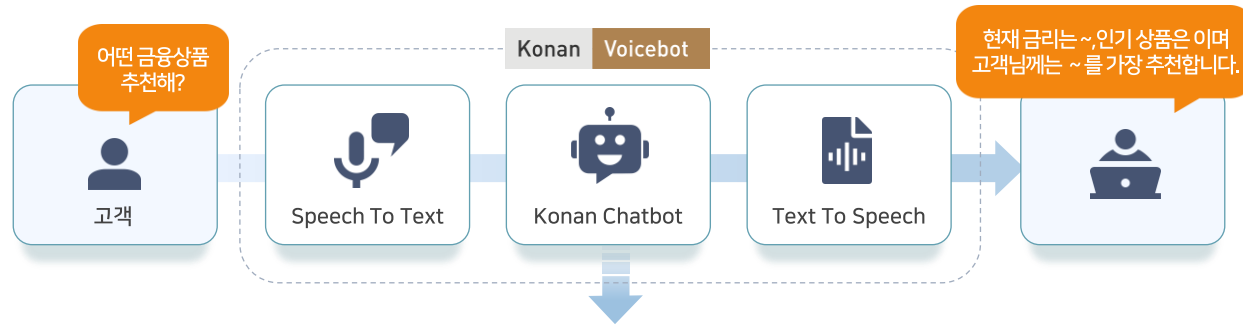 Konan Voicebot
어떤 금융상품
추천해?
현재 금리는 ~,인기 상품은 이며
고객님께는 ~ 를 가장 추천합니다.
고객
Speech To Text
Konan Chatbot
Text To Speech